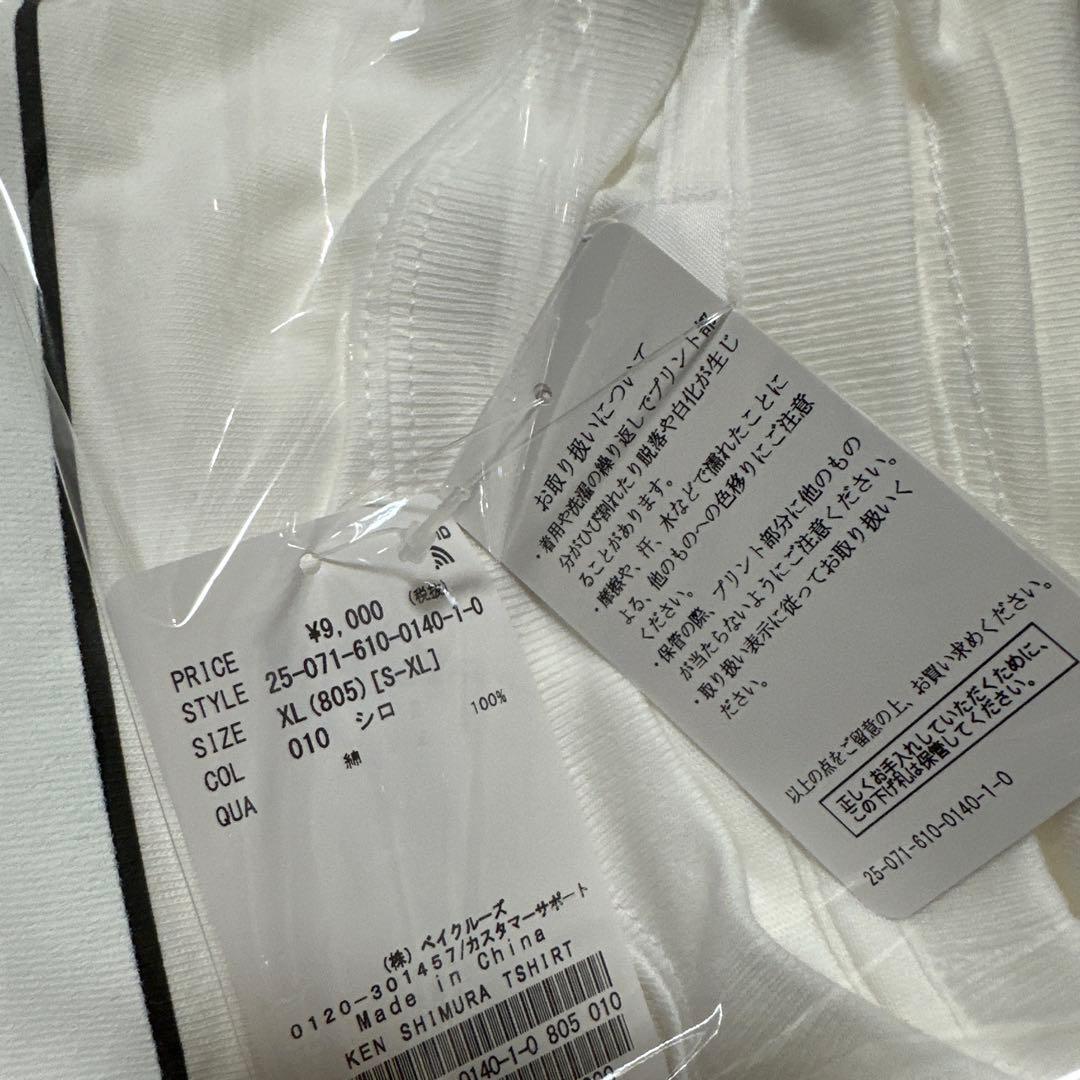 PRICE ¥9,000 (税抜)
STYLE 25-071-610-0140-1-0
SIZE XL(805)[S-XL]
COL 010 シロ
QUA 綿 100%
(株)ベイクルーズ
0120-301457/カスタマーサポート
Made in China
KEN SHIMURA TSHIRT
0140-1-0 805 010
お取り扱いについて
・着用や洗濯の繰り返しでプリント部
分がひび割れたり脱落や白化が生じ
ることがあります。
・摩擦や、汗、水などで濡れたことに
よる、他のものへの色移りにご注意
ください。
・保管の際、プリント部分に他のもの
が当たらないようにご注意ください。
・取り扱い表示に従ってお取り扱いく
ださい。
以上の点をご留意の上、お買い求めください。
正しくお手入れしていただくために、
この下げ札は保管してください。
25-071-610-0140-1-0